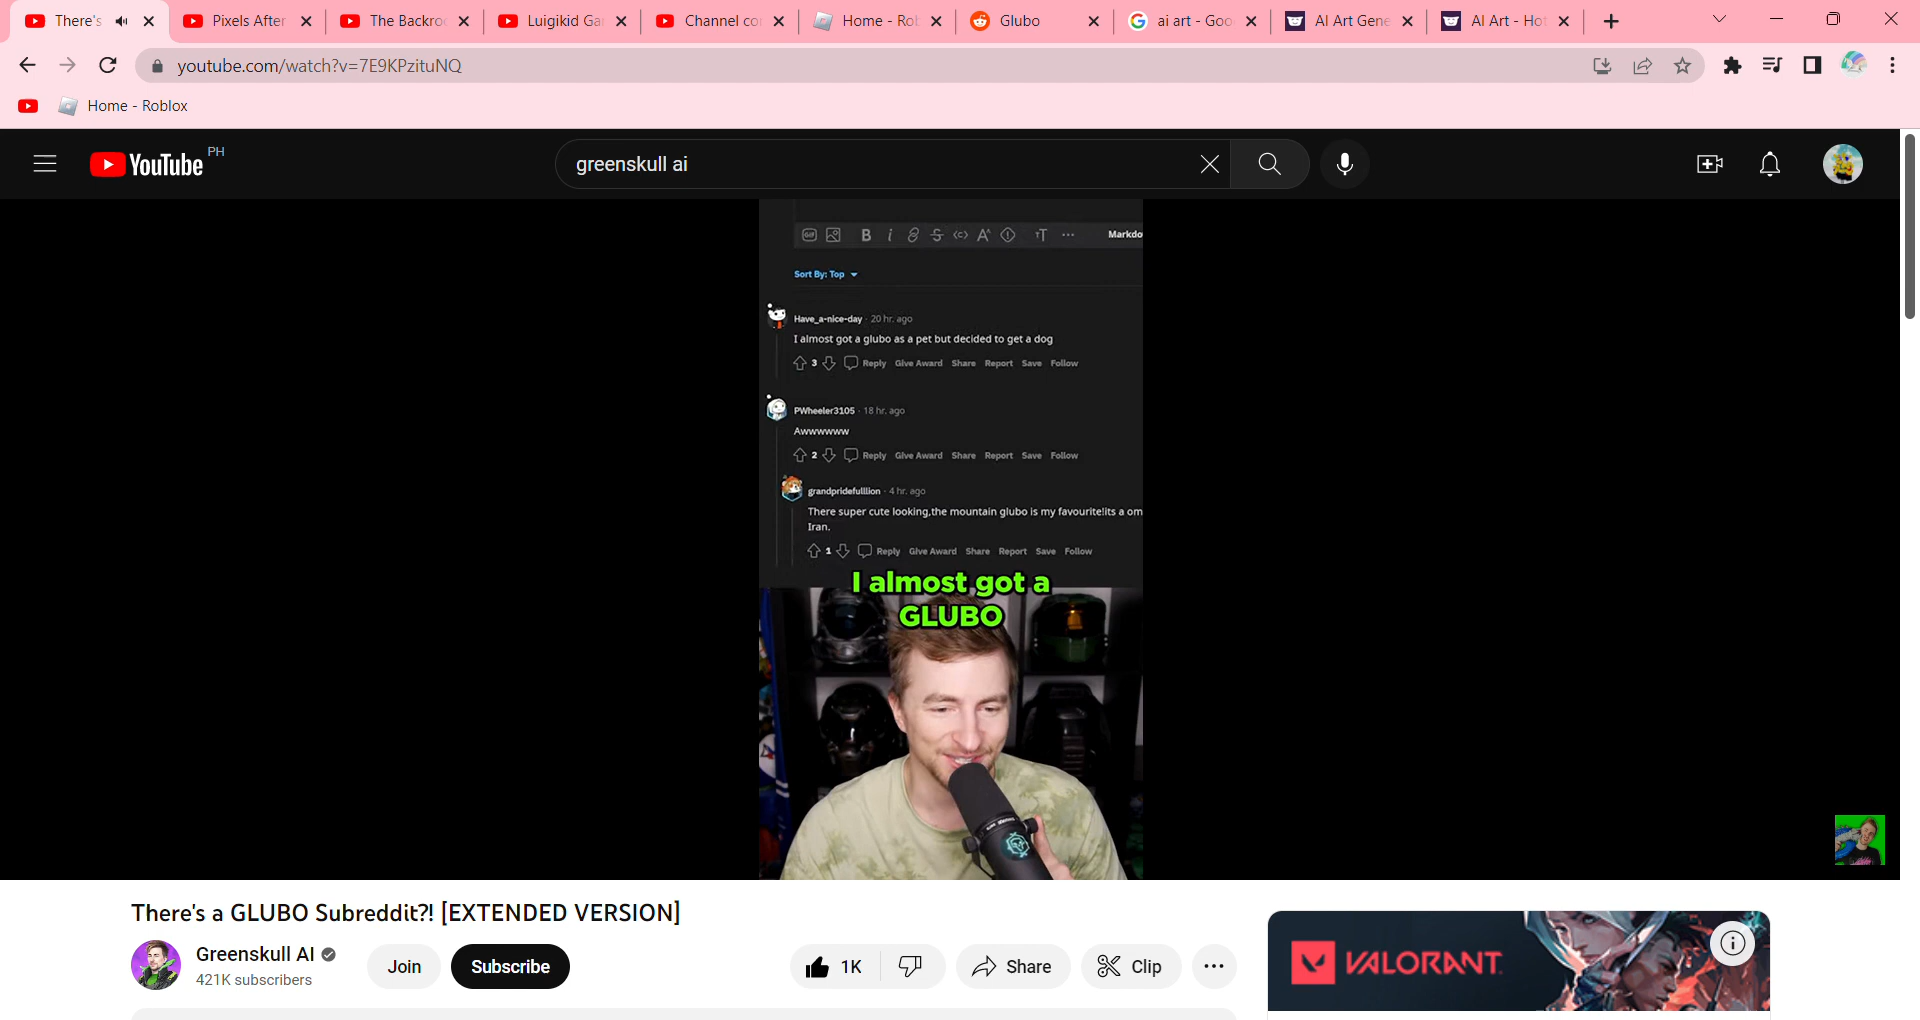 There's
Pixels After
The Backro
Luigikid Ga
Channel co
Home - Ro
Glubo
ai art - Goo
AI Art Gene
AI Art - Hot
youtube.com/watch?v=7E9KPzituNQ
Home - Roblox
YouTube PH
greenskull ai
B i S <c> A TT ... Markdo
Sort By: Top
Have_a-nice-day · 20 hr. ago
I almost got a glubo as a pet but decided to get a dog
3 Reply Give Award Share Report Save Follow
PWheeler3105 · 18 hr. ago
Awwwwww
2 Reply Give Award Share Report Save Follow
grandpridefulllion · 4 hr. ago
There super cute looking,the mountain glubo is my favourite!its a om
Iran.
1 Reply Give Award Share Report Save Follow
I almost got a
GLUBO
There's a GLUBO Subreddit?! [EXTENDED VERSION]
Greenskull AI
421K subscribers
Join
Subscribe
1K
Share
Clip
VALORANT